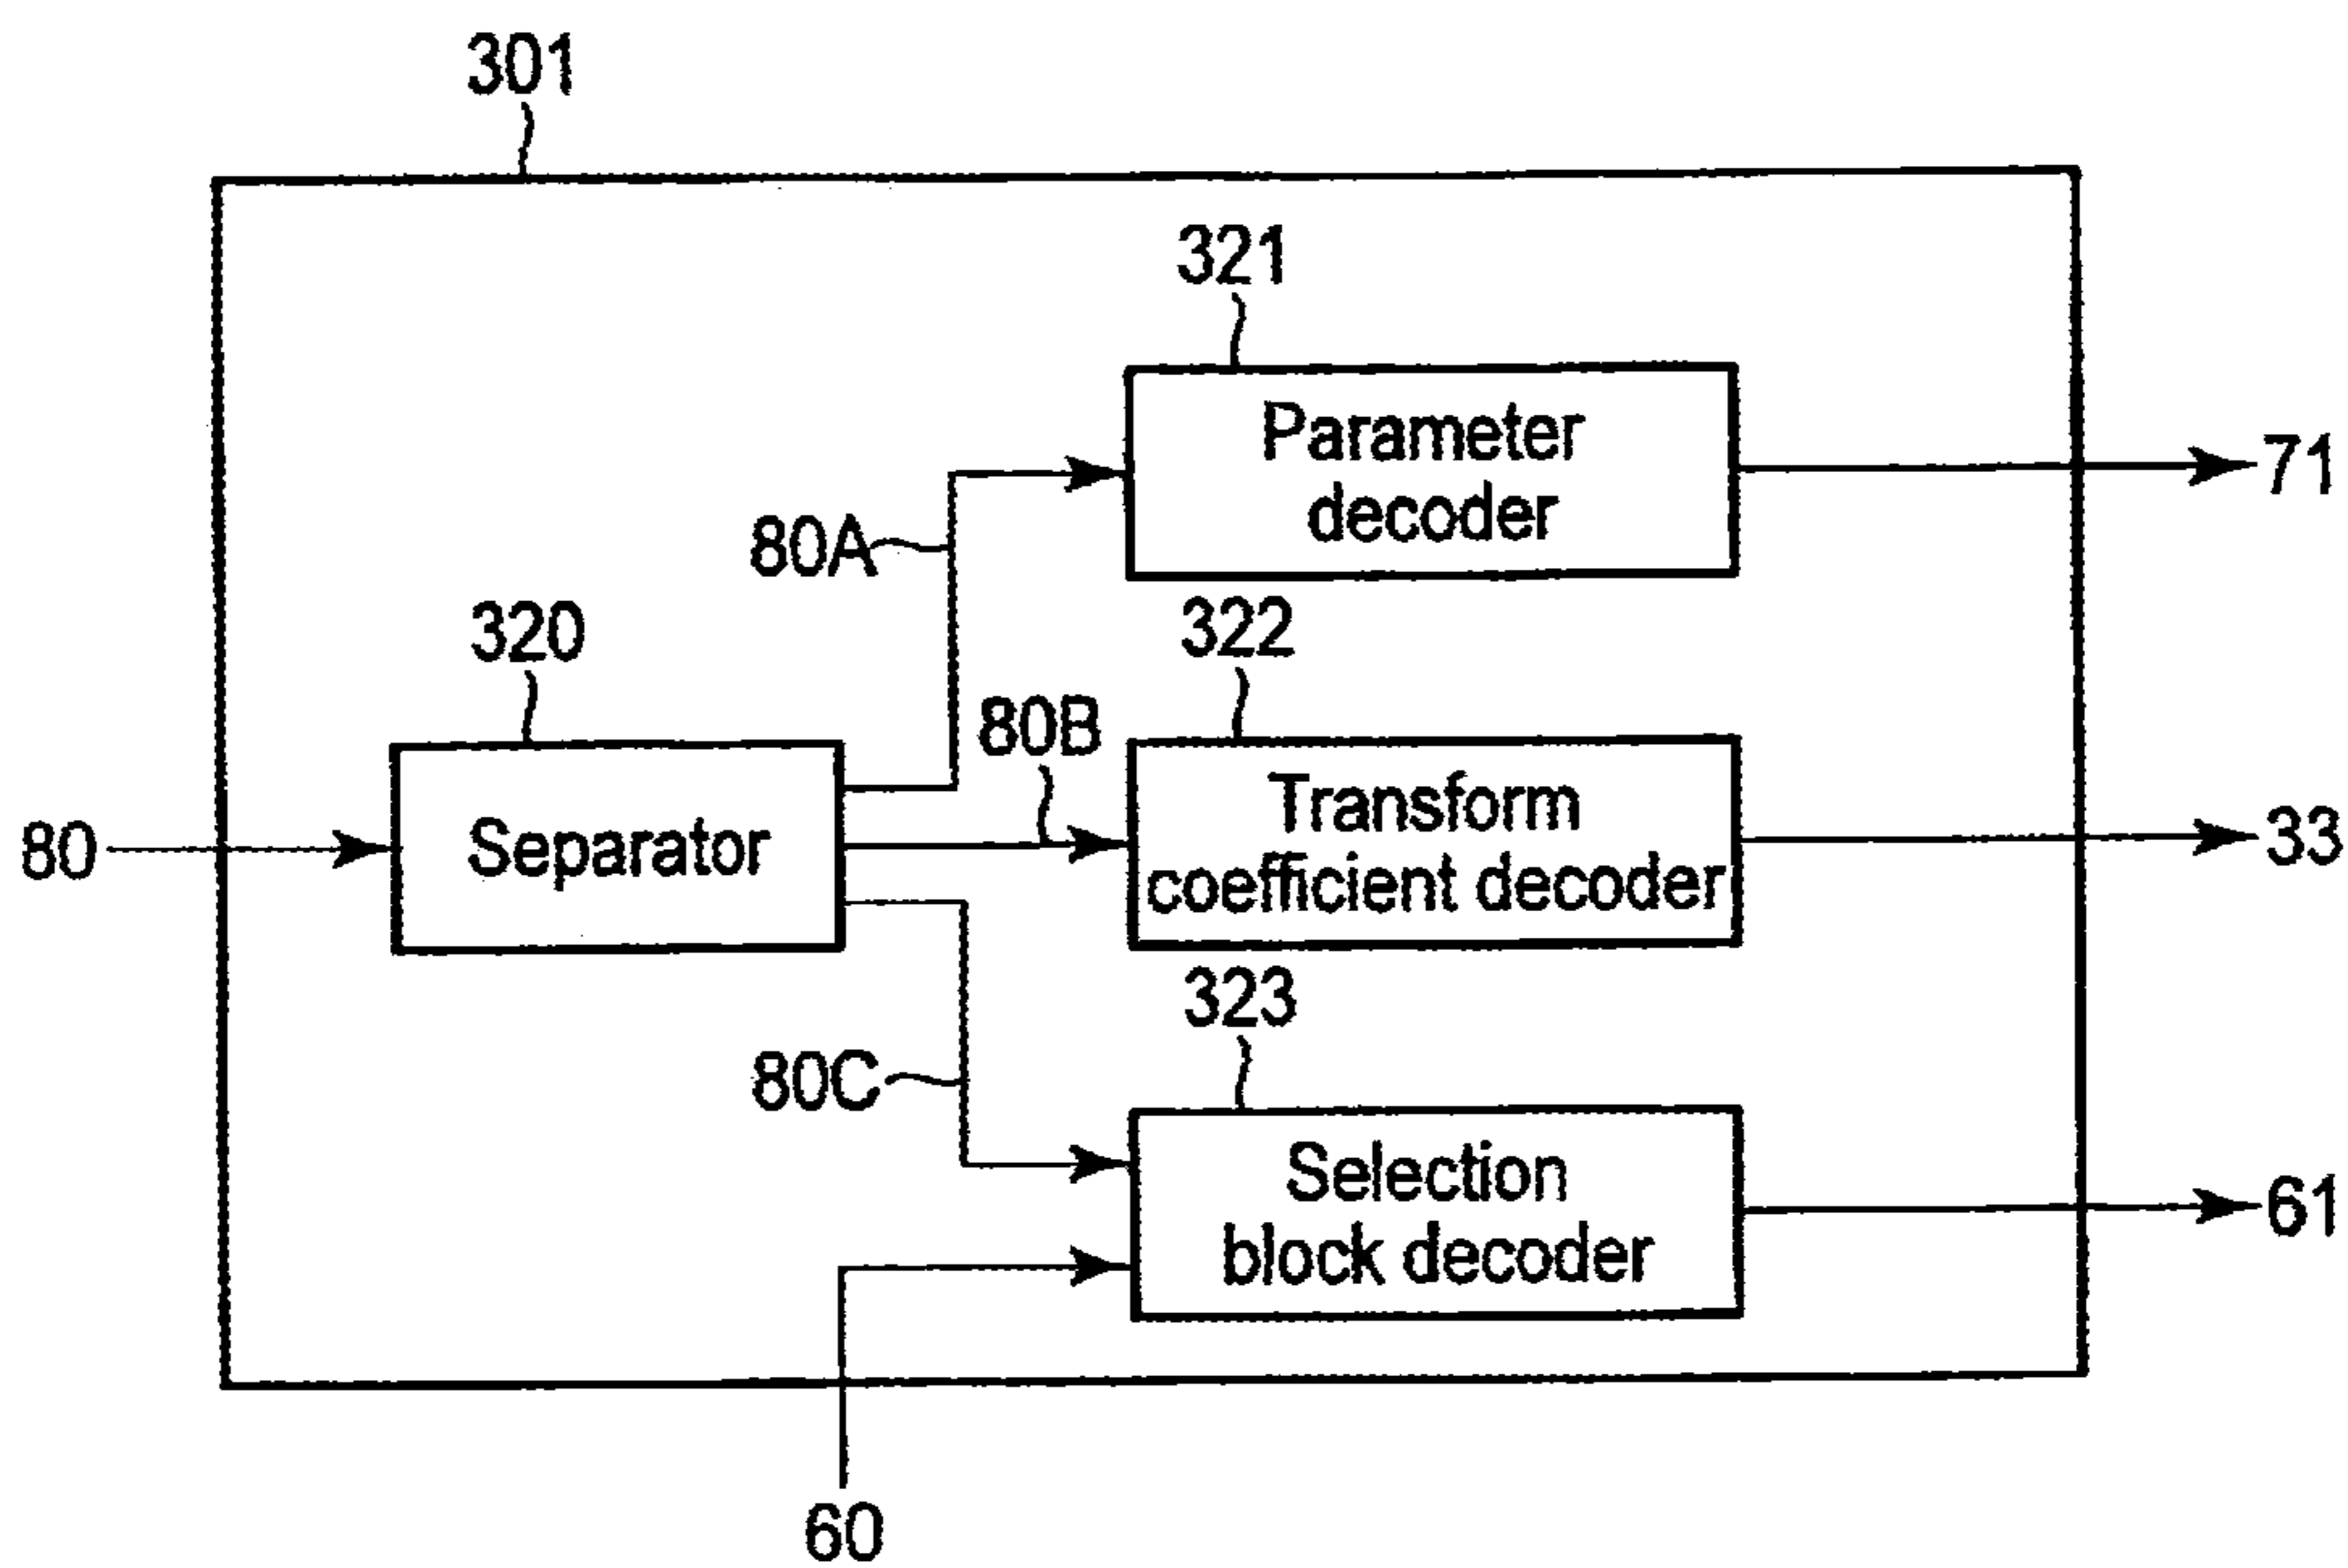 301
321
Parameter
decoder
71
80A
320
322
80B
Separator
Transform
coefficient decoder
80
33
323
80C
Selection
block decoder
61
60